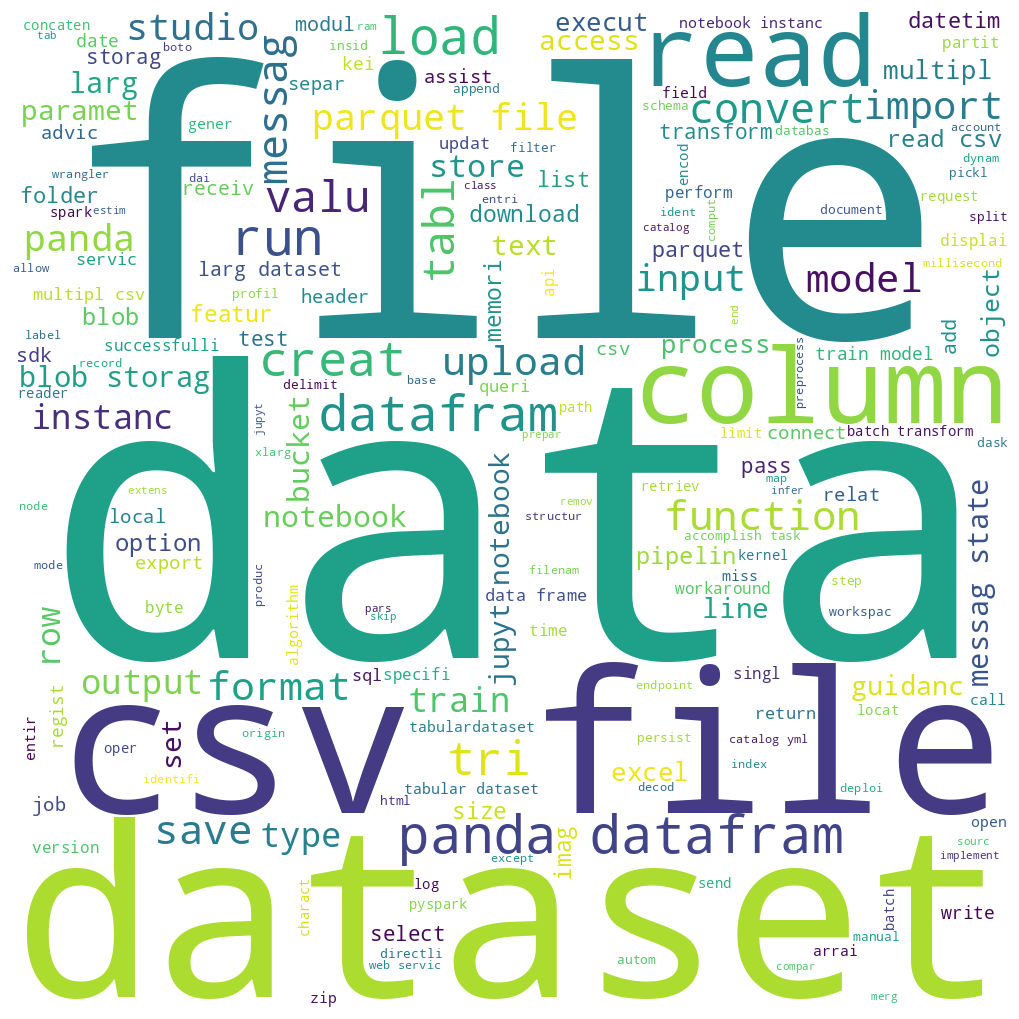 concaten
tab
ram
studio
modul
load
execut
notebook instanc
datetim
date
boto
messag
insid
kei
access
read
partit
storag
separ
assist
append
multipl
larg
field
schema
convert
import
paramet
gener
parquet file
transform
databas
account
advic
updat
filter
encod
read csv
wrangler
dai
receiv
store
list
dynam
folder
valu
class
entri
perform
pickl
request
spark
estim
file
tabl
download
ident
comput
document
split
panda
run
text
catalog
parquet
displai
allow
servic
larg dataset
memori
api
input
model
millisecond
multipl csv
profil
header
object
blob
featur
test
end
add
label
successfulli
creat
upload
csv
process
preprocess
train model
sdk
record
blob storag
delimit
base
queri
column
reader
instanc
jupyt
bucket
datafram
path
limit
connect
batch transform
prepar
dask
xlarg
notebook
pass
map
infer
relat
extens
data
retriev
node
local
remov
function
messag state
option
structur
accomplish task
export
filenam
pipelin
kernel
mode
produc
miss
workaround
step
byte
pars
skip
data frame
line
workspac
row
algorithm
jupyt notebook
time
output
format
sql
specifi
endpoint
singl
guidanc
call
regist
train
tabulardataset
return
locat
entir
oper
set
origin
csv file
persist
catalog yml
tri
index
identifi
tabular dataset
excel
decod
deploi
job
html
size
open
save
type
panda datafram
sourc
version
imag
except
implement
dataset
log
send
charact
pyspark
batch
write
select
directli
manual
web servic
autom
arrai
compar
zip
merg